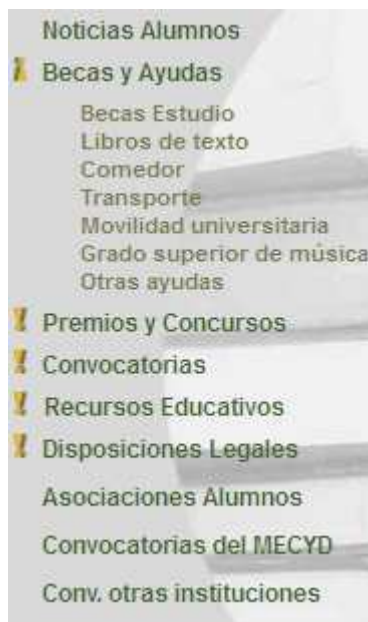 Noticias Alumnos
Becas y Ayudas
Becas Estudio
Libros de texto
Comedor
Transporte
Movilidad universitaria
Grado superior de música
Otras ayudas
Premios y Concursos
Convocatorias
Recursos Educativos
Disposiciones Legales
Asociaciones Alumnos
Convocatorias del MECYD
Conv. otras instituciones